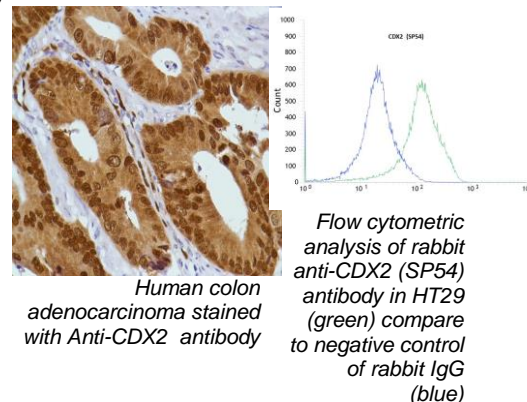 1000
CDX2 (SP54)
900
800
700
600
500
400
300
200
100
0
Count
10⁰ 10¹ 10² 10³
Human colon
adenocarcinoma stained
with Anti-CDX2 antibody
Flow cytometric
analysis of rabbit
anti-CDX2 (SP54)
antibody in HT29
(green) compare
to negative control
of rabbit IgG
(blue)